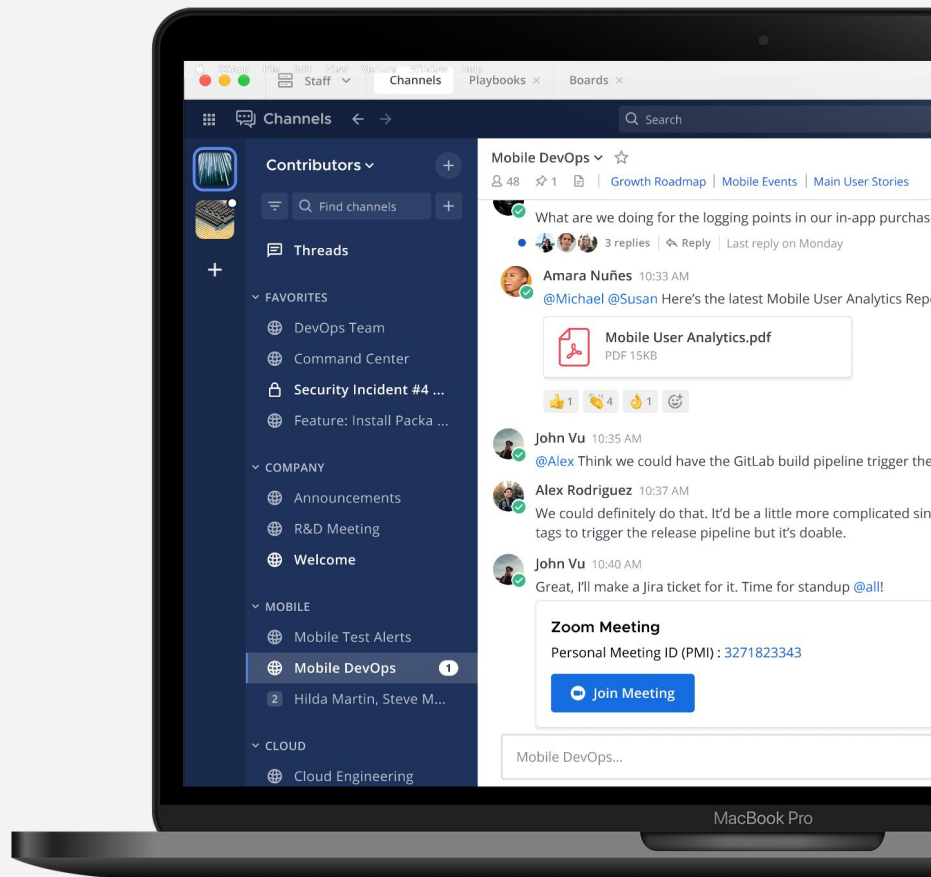 File Edit View Window Help
Staff
Channels
Playbooks
Boards
Channels
Search
Contributors
Find channels
Threads
FAVORITES
DevOps Team
Command Center
Security Incident #4 ...
Feature: Install Packa ...
COMPANY
Announcements
R&D Meeting
Welcome
MOBILE
Mobile Test Alerts
Mobile DevOps 1
2 Hilda Martin, Steve M...
CLOUD
Cloud Engineering
Mobile DevOps
48 1 Growth Roadmap Mobile Events Main User Stories
What are we doing for the logging points in our in-app purchas
3 replies Reply Last reply on Monday
Amara Nuñes 10:33 AM
@Michael @Susan Here's the latest Mobile User Analytics Rep
Mobile User Analytics.pdf
PDF 15KB
1 4 1
John Vu 10:35 AM
@Alex Think we could have the GitLab build pipeline trigger the
Alex Rodriguez 10:37 AM
We could definitely do that. It'd be a little more complicated sin
tags to trigger the release pipeline but it's doable.
John Vu 10:40 AM
Great, I'll make a Jira ticket for it. Time for standup @all!
Zoom Meeting
Personal Meeting ID (PMI) : 3271823343
Join Meeting
Mobile DevOps...
MacBook Pro